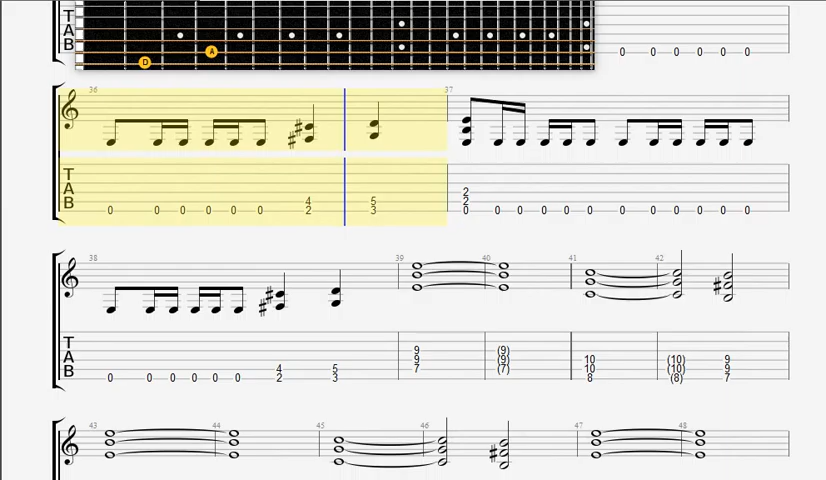 T
A
B
D
A
0 0 0 0 0 0
36
37
T
A
B
2
4 5 2
0 0 0 0 0 0 2 3 0 0 0 0 0 0 0 0 0 0 0
38
39
40
41
42
T
A
B
9 (9)
9 (9) 10 (10) 9
4 5 7 (7) 10 (10) 9
0 0 0 0 0 0 2 3 8 (8) 7
43
44
45
46
47
48